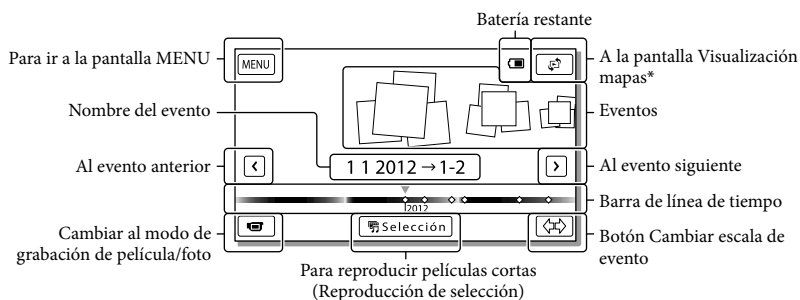 Batería restante
Para ir a la pantalla MENU
MENU
A la pantalla Visualización
mapas*
Nombre del evento
Eventos
Al evento anterior
1 1 2012 →1-2
Al evento siguiente
2012
Barra de línea de tiempo
Cambiar al modo de
grabación de película/foto
Selección
Botón Cambiar escala de
evento
Para reproducir películas cortas
(Reproducción de selección)